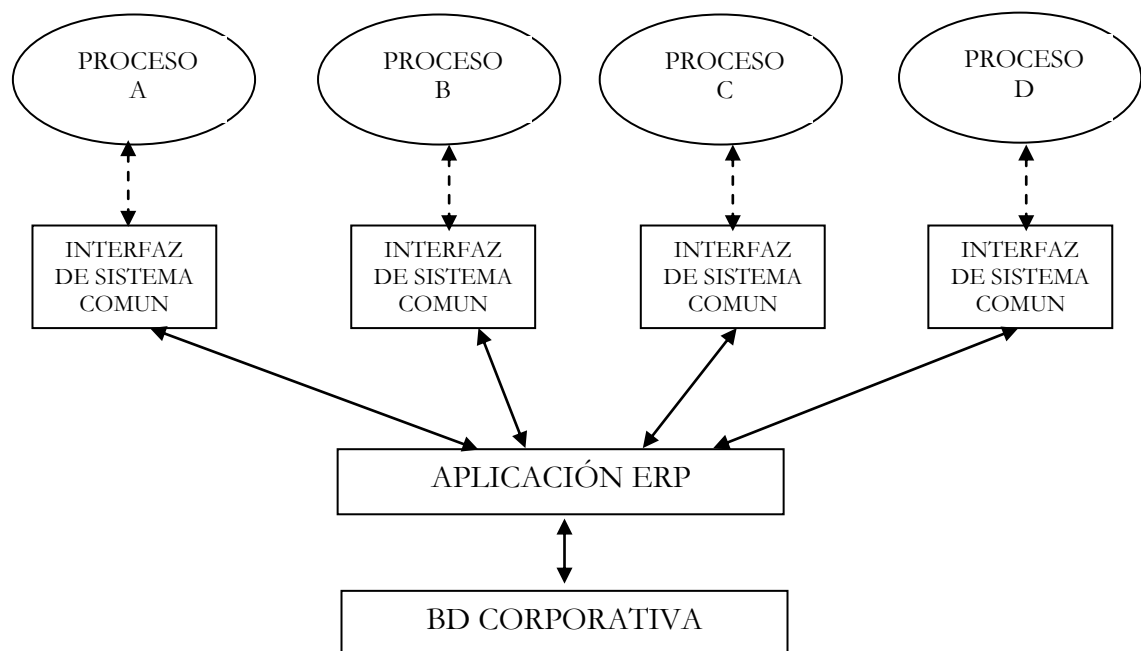 PROCESO
A
PROCESO
B
PROCESO
C
PROCESO
D
INTERFAZ
DE SISTEMA
COMUN
INTERFAZ
DE SISTEMA
COMUN
INTERFAZ
DE SISTEMA
COMUN
INTERFAZ
DE SISTEMA
COMUN
APLICACIÓN ERP
BD CORPORATIVA